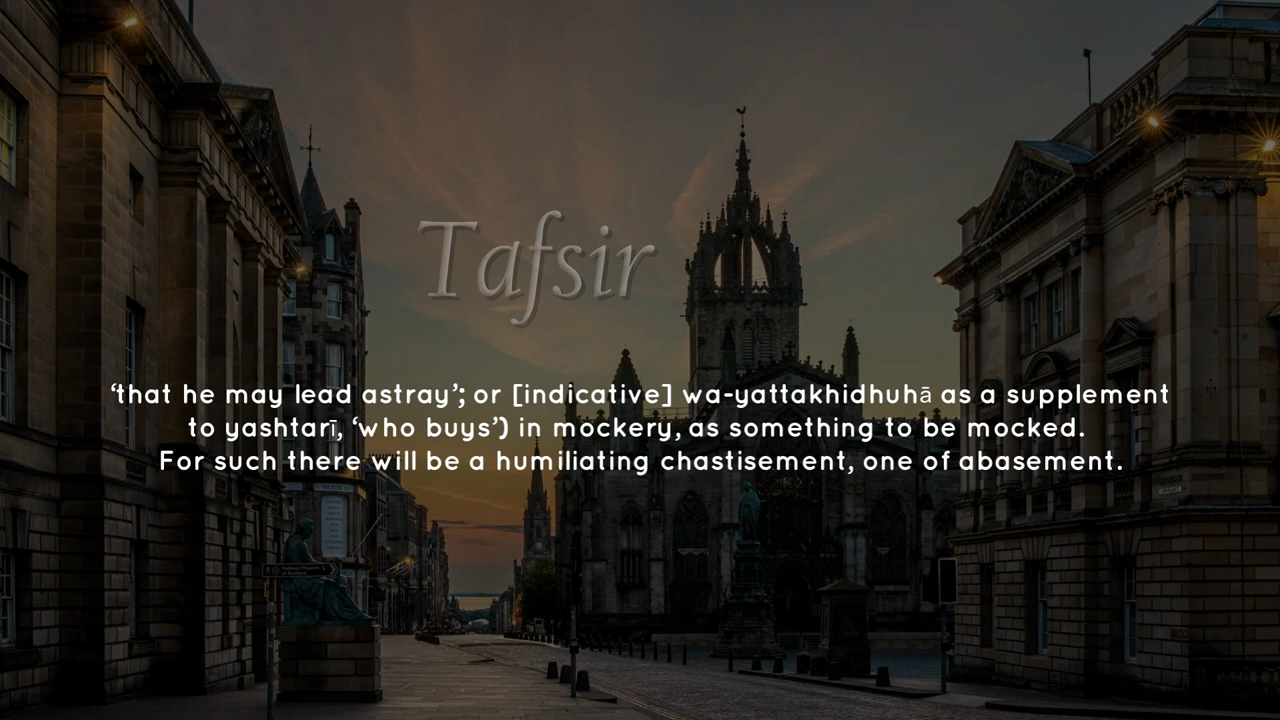 Tafsir
‘that he may lead astray’; or [indicative] wa-yattakhidhuhā as a supplement
to yashtarī, ‘who buys’) in mockery, as something to be mocked.
For such there will be a humiliating chastisement, one of abasement.